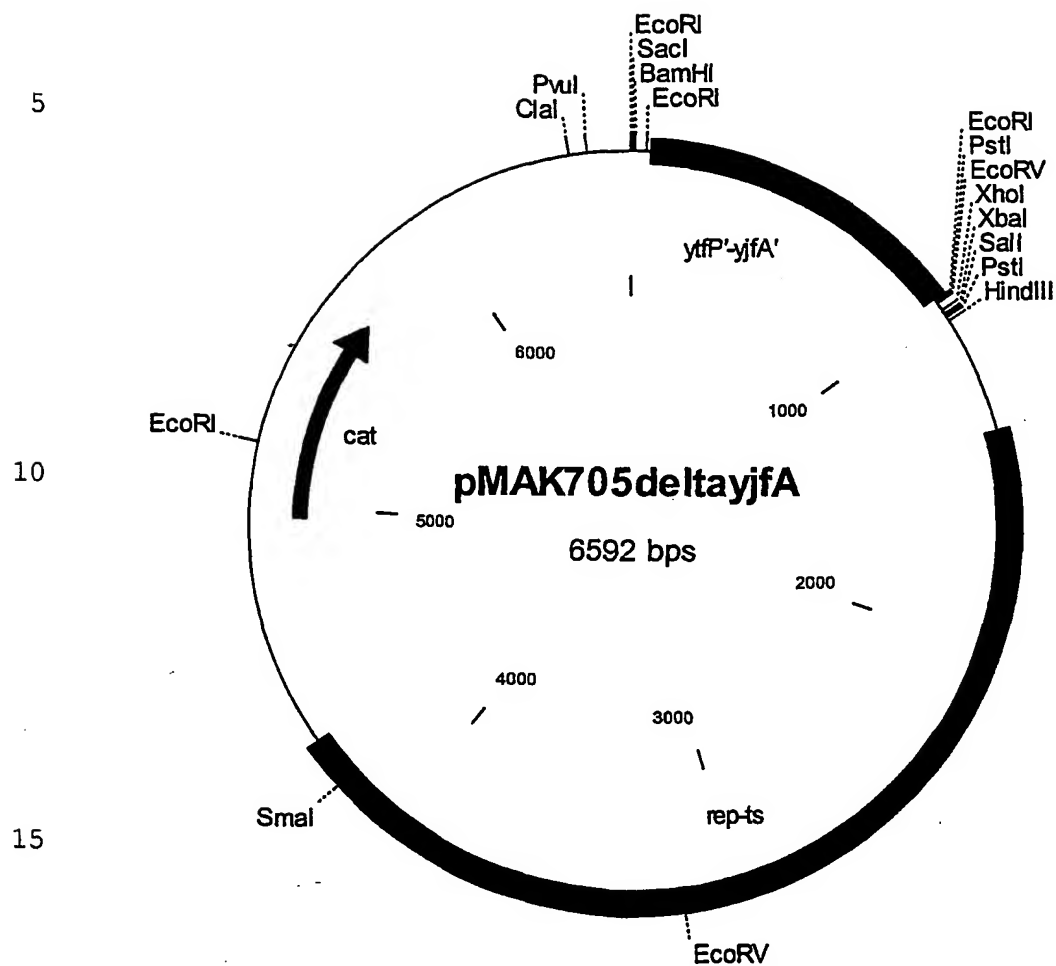 EcoRI
SacI
BamHI
EcoRI
PvuI
ClaI
5
EcoRI
PstI
EcoRV
XhoI
XbaI
SalI
PstI
HindIII
ytfP'-yjfA'
6000
1000
EcoRI
cat
10
pMAK705deltayjfA
5000
6592 bps
2000
4000
3000
SmaI
rep-ts
15
EcoRV